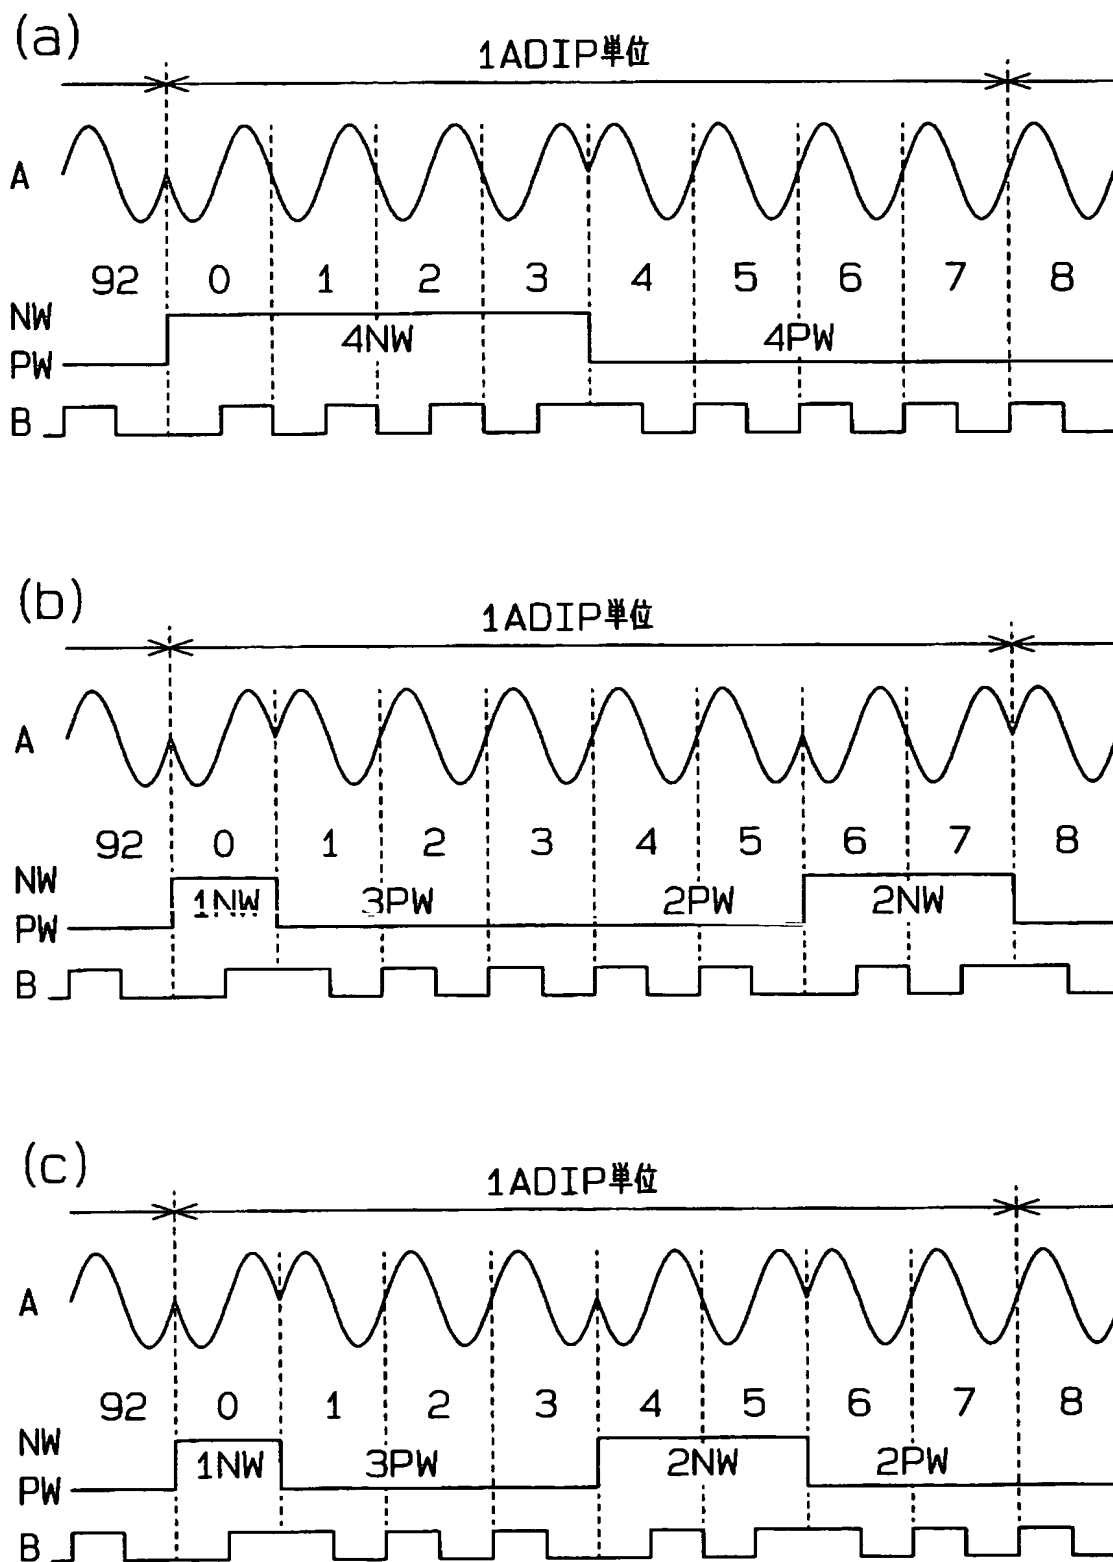 (a)
1ADIP単位
A
92 0 1 2 3 4 5 6 7 8
NW
4NW 4PW
PW
B
(b)
1ADIP単位
A
92 0 1 2 3 4 5 6 7 8
NW
1NW 3PW 2PW 2NW
PW
B
(c)
1ADIP単位
A
92 0 1 2 3 4 5 6 7 8
NW
1NW 3PW 2NW 2PW
PW
B